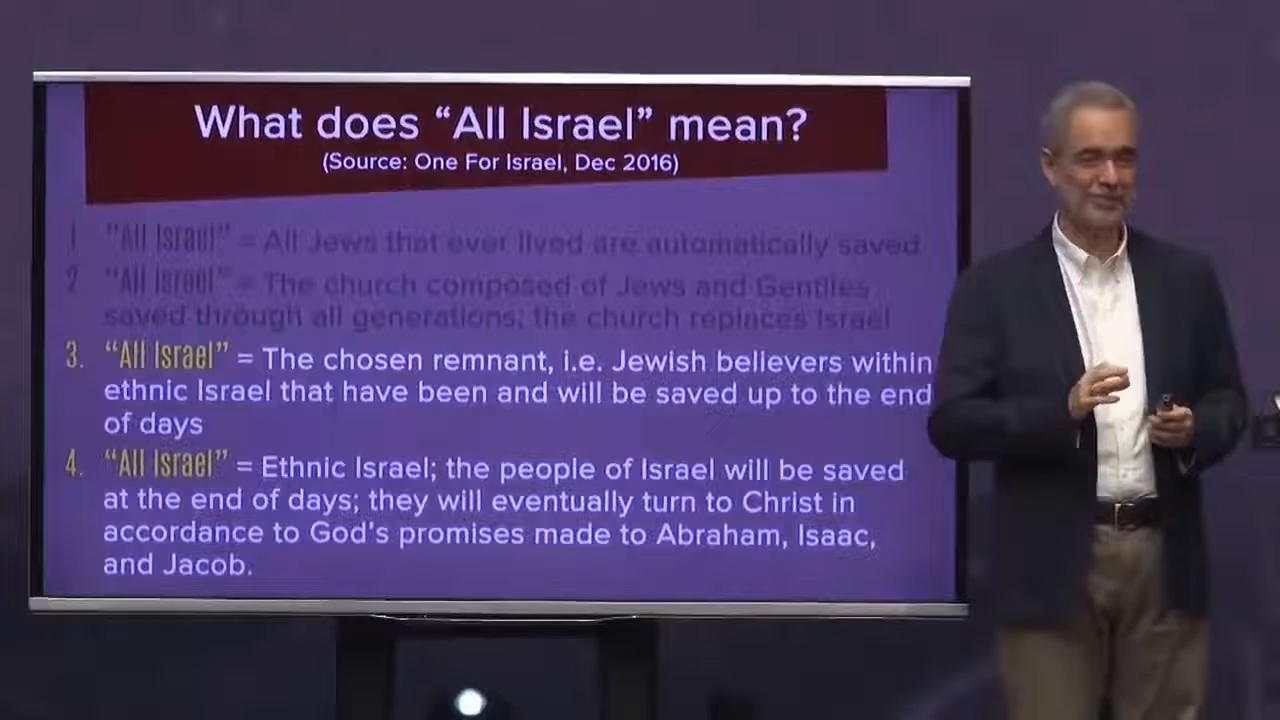 What does “All Israel” mean?
(Source: One For Israel, Dec 2016)
1 “All Israel” = All Jews that ever lived are automatically saved
2 “All Israel” = The church composed of Jews and Gentiles
saved through all generations; the church replaces Israel
3. “All Israel” = The chosen remnant, i.e. Jewish believers within
ethnic Israel that have been and will be saved up to the end
of days
4. “All Israel” = Ethnic Israel; the people of Israel will be saved
at the end of days; they will eventually turn to Christ in
accordance to God’s promises made to Abraham, Isaac,
and Jacob.